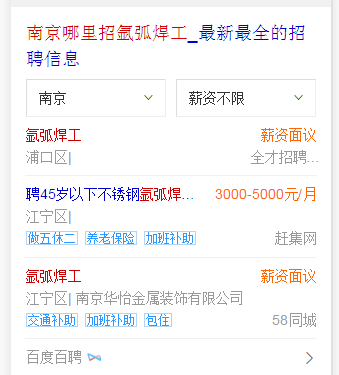 南京哪里招氩弧焊工_最新最全的招
聘信息
南京 薪资不限
氩弧焊工 薪资面议
浦口区| 全才招聘...
聘45岁以下不锈钢氩弧焊... 3000-5000元/月
江宁区|
做五休二 养老保险 加班补助 赶集网
氩弧焊工 薪资面议
江宁区| 南京华怡金属装饰有限公司
交通补助 加班补助 包住 58同城
百度百聘